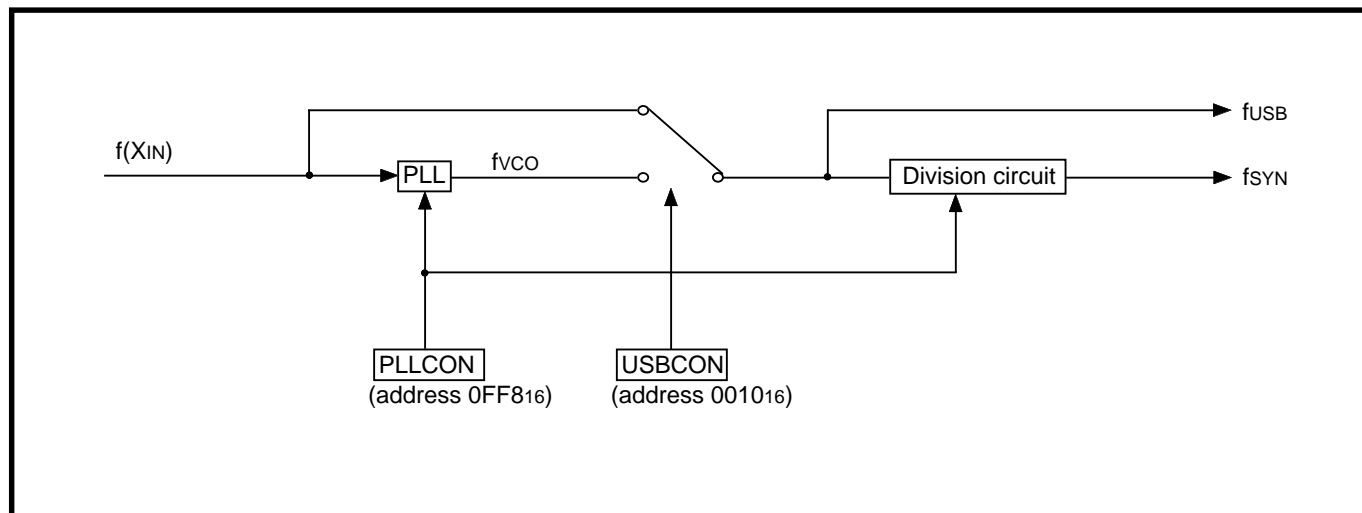 fUSB
f(XIN)
PLL
fVCO
Division circuit
fSYN
PLLCON
(address 0FF816)
USBCON
(address 001016)